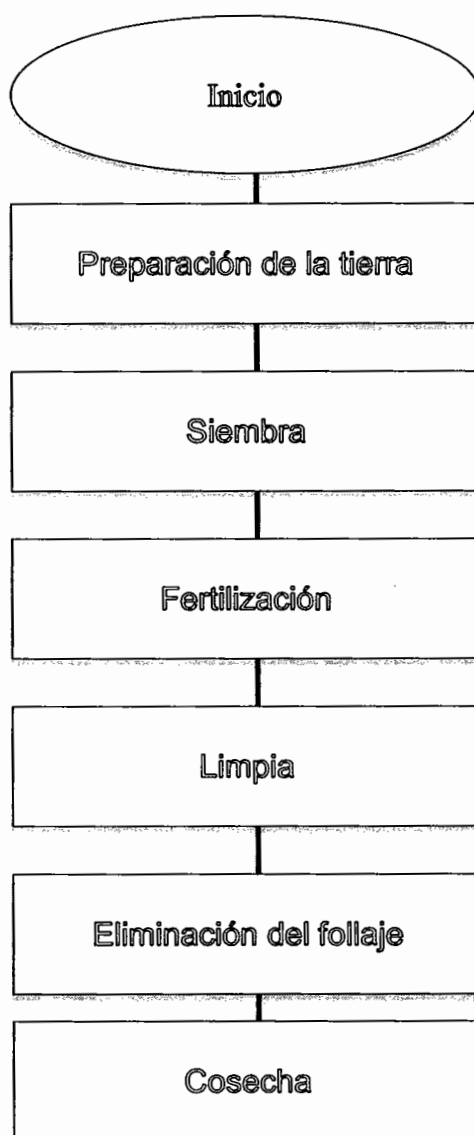 Inicio
Preparación de la tierra
Siembra
Fertilización
Limpia
Eliminación del follaje
Cosecha